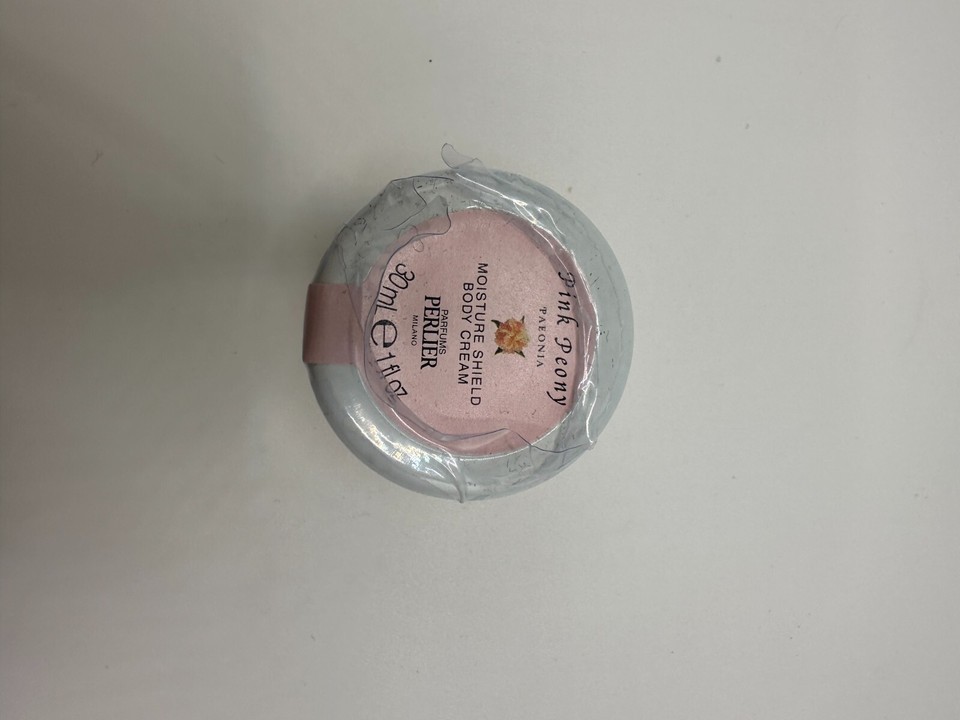 Pink Peony
PAEONIA
MOISTURE SHIELD
BODY CREAM
PARFUMS
PERLIER
MILANO
30ml e 1 fl oz